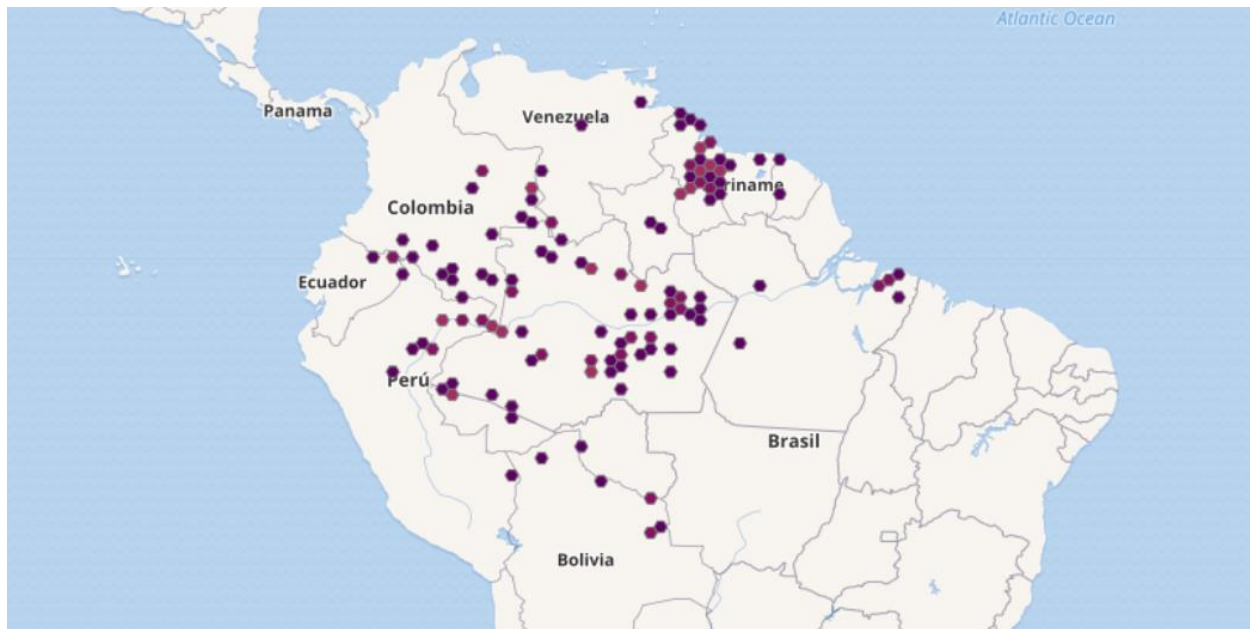 Atlantic Ocean
Panama
Venezuela
riname
Colombia
Ecuador
Perú
Brasil
Bolivia